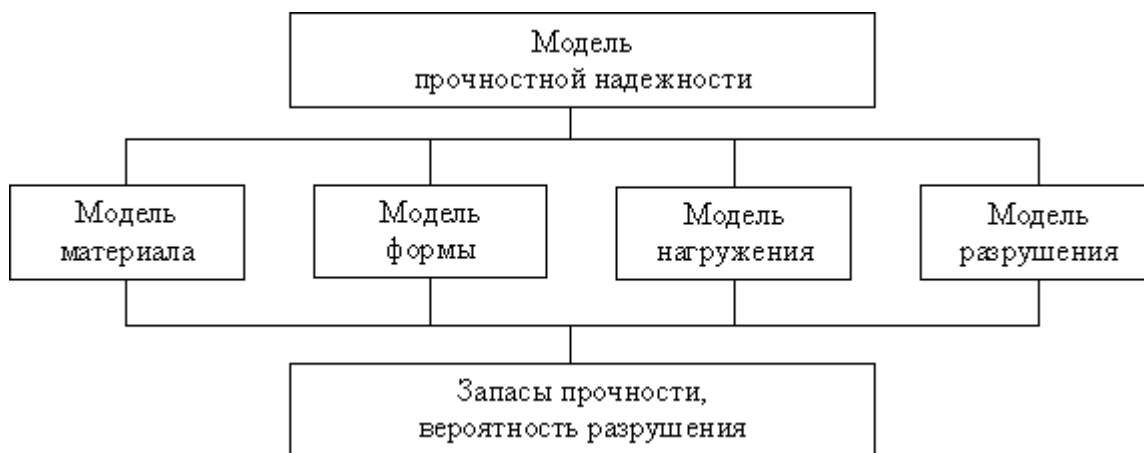 Модель
прочностной надежности
Модель
материала
Модель
формы
Модель
нагружения
Модель
разрушения
Запасы прочности,
вероятность разрушения